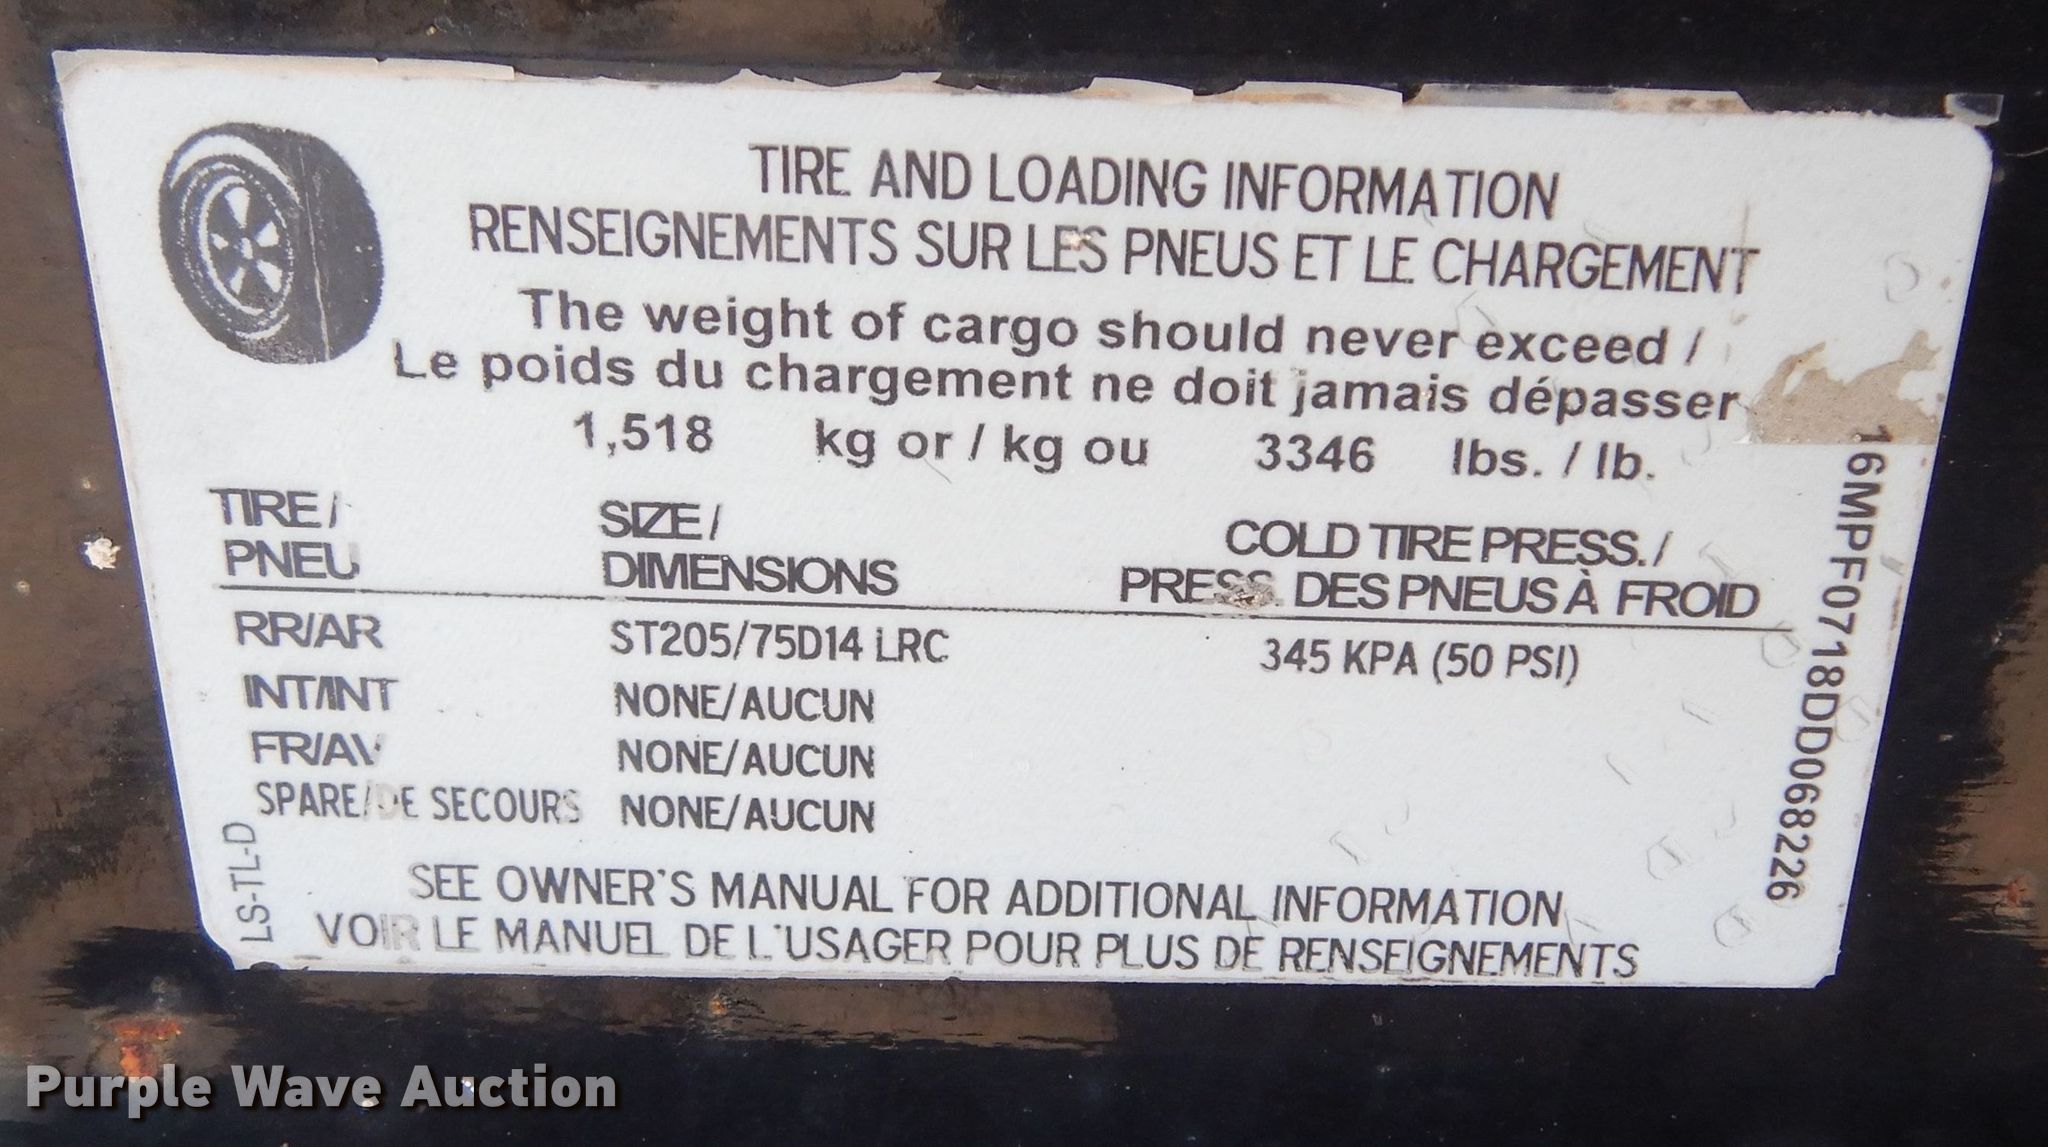 TIRE AND LOADING INFORMATION
RENSEIGNEMENTS SUR LES PNEUS ET LE CHARGEMENT
The weight of cargo should never exceed /
Le poids du chargement ne doit jamais dépasser
1,518 kg or / kg ou 3346 lbs. / lb.
TIRE / SIZE / COLD TIRE PRESS. /
PNEU DIMENSIONS PRESS. DES PNEUS À FROID
RR/AR ST205/75D14 LRC 345 KPA (50 PSI)
INT/INT NONE/AUCUN
FR/AV NONE/AUCUN
SPARE/DE SECOURS NONE/AUCUN
SEE OWNER'S MANUAL FOR ADDITIONAL INFORMATION
VOIR LE MANUEL DE L'USAGER POUR PLUS DE RENSEIGNEMENTS
LS-TL-D
16MPF0718DD068226
Purple Wave Auction